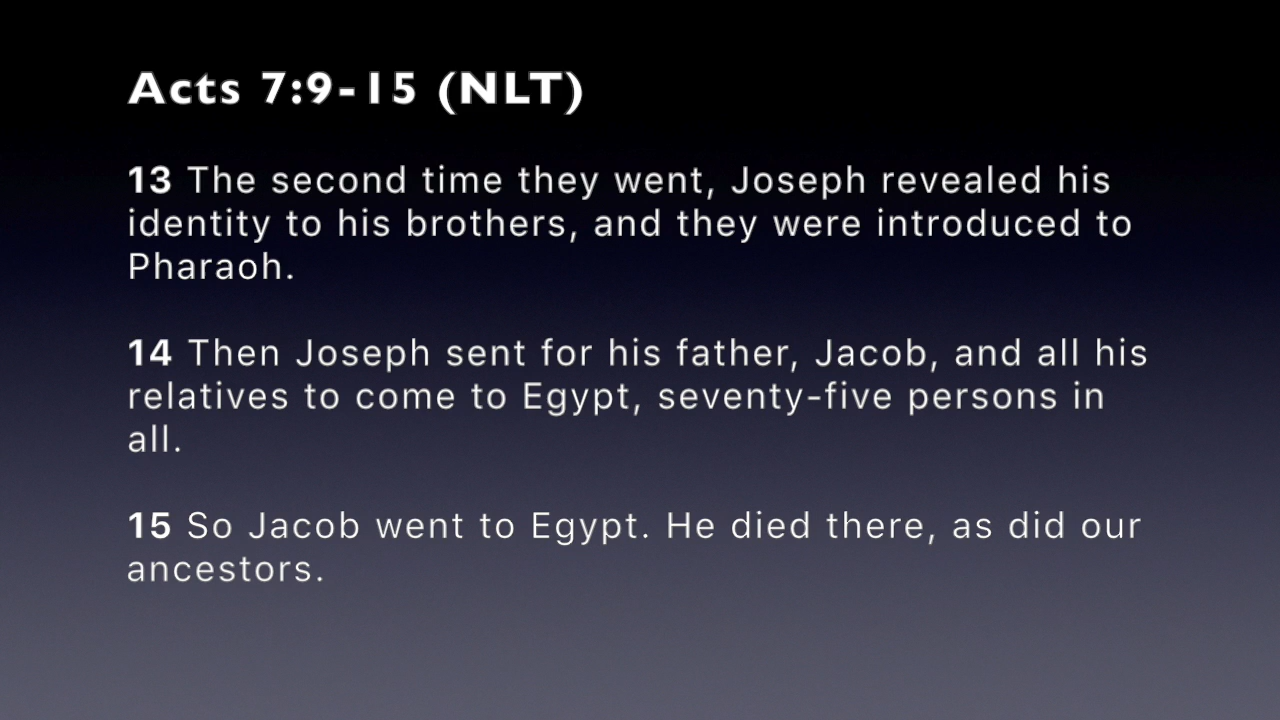 Acts 7:9-15 (NLT)
13 The second time they went, Joseph revealed his
identity to his brothers, and they were introduced to
Pharaoh.
14 Then Joseph sent for his father, Jacob, and all his
relatives to come to Egypt, seventy-five persons in
all.
15 So Jacob went to Egypt. He died there, as did our
ancestors.